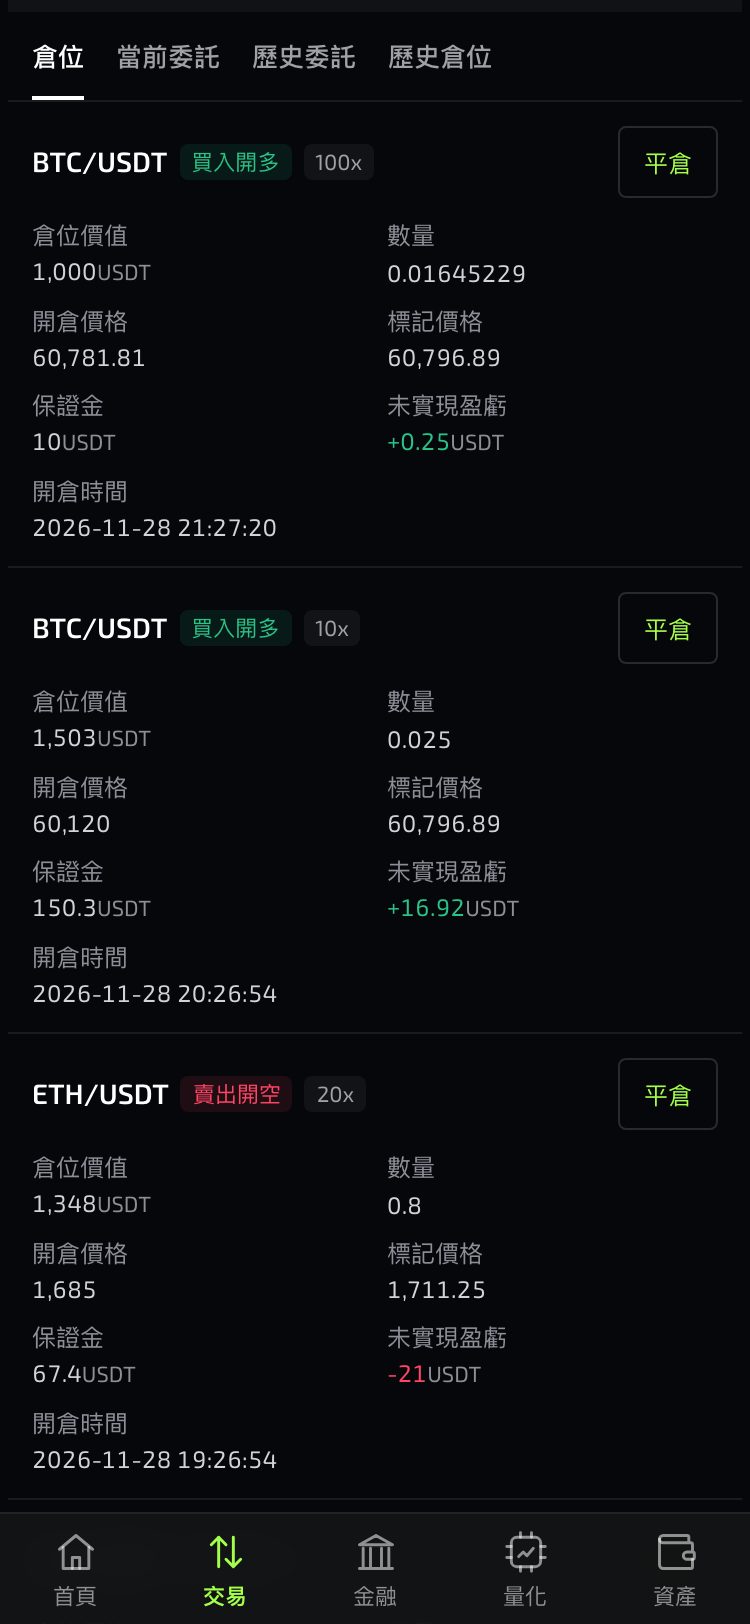 倉位 當前委託 歷史委託 歷史倉位
BTC/USDT 買入開多 100x 平倉
倉位價值 數量
1,000USDT 0.01645229
開倉價格 標記價格
60,781.81 60,796.89
保證金 未實現盈虧
10USDT +0.25USDT
開倉時間
2026-11-28 21:27:20
BTC/USDT 買入開多 10x 平倉
倉位價值 數量
1,503USDT 0.025
開倉價格 標記價格
60,120 60,796.89
保證金 未實現盈虧
150.3USDT +16.92USDT
開倉時間
2026-11-28 20:26:54
ETH/USDT 賣出開空 20x 平倉
倉位價值 數量
1,348USDT 0.8
開倉價格 標記價格
1,685 1,711.25
保證金 未實現盈虧
67.4USDT -21USDT
開倉時間
2026-11-28 19:26:54
首頁 交易 金融 量化 資產